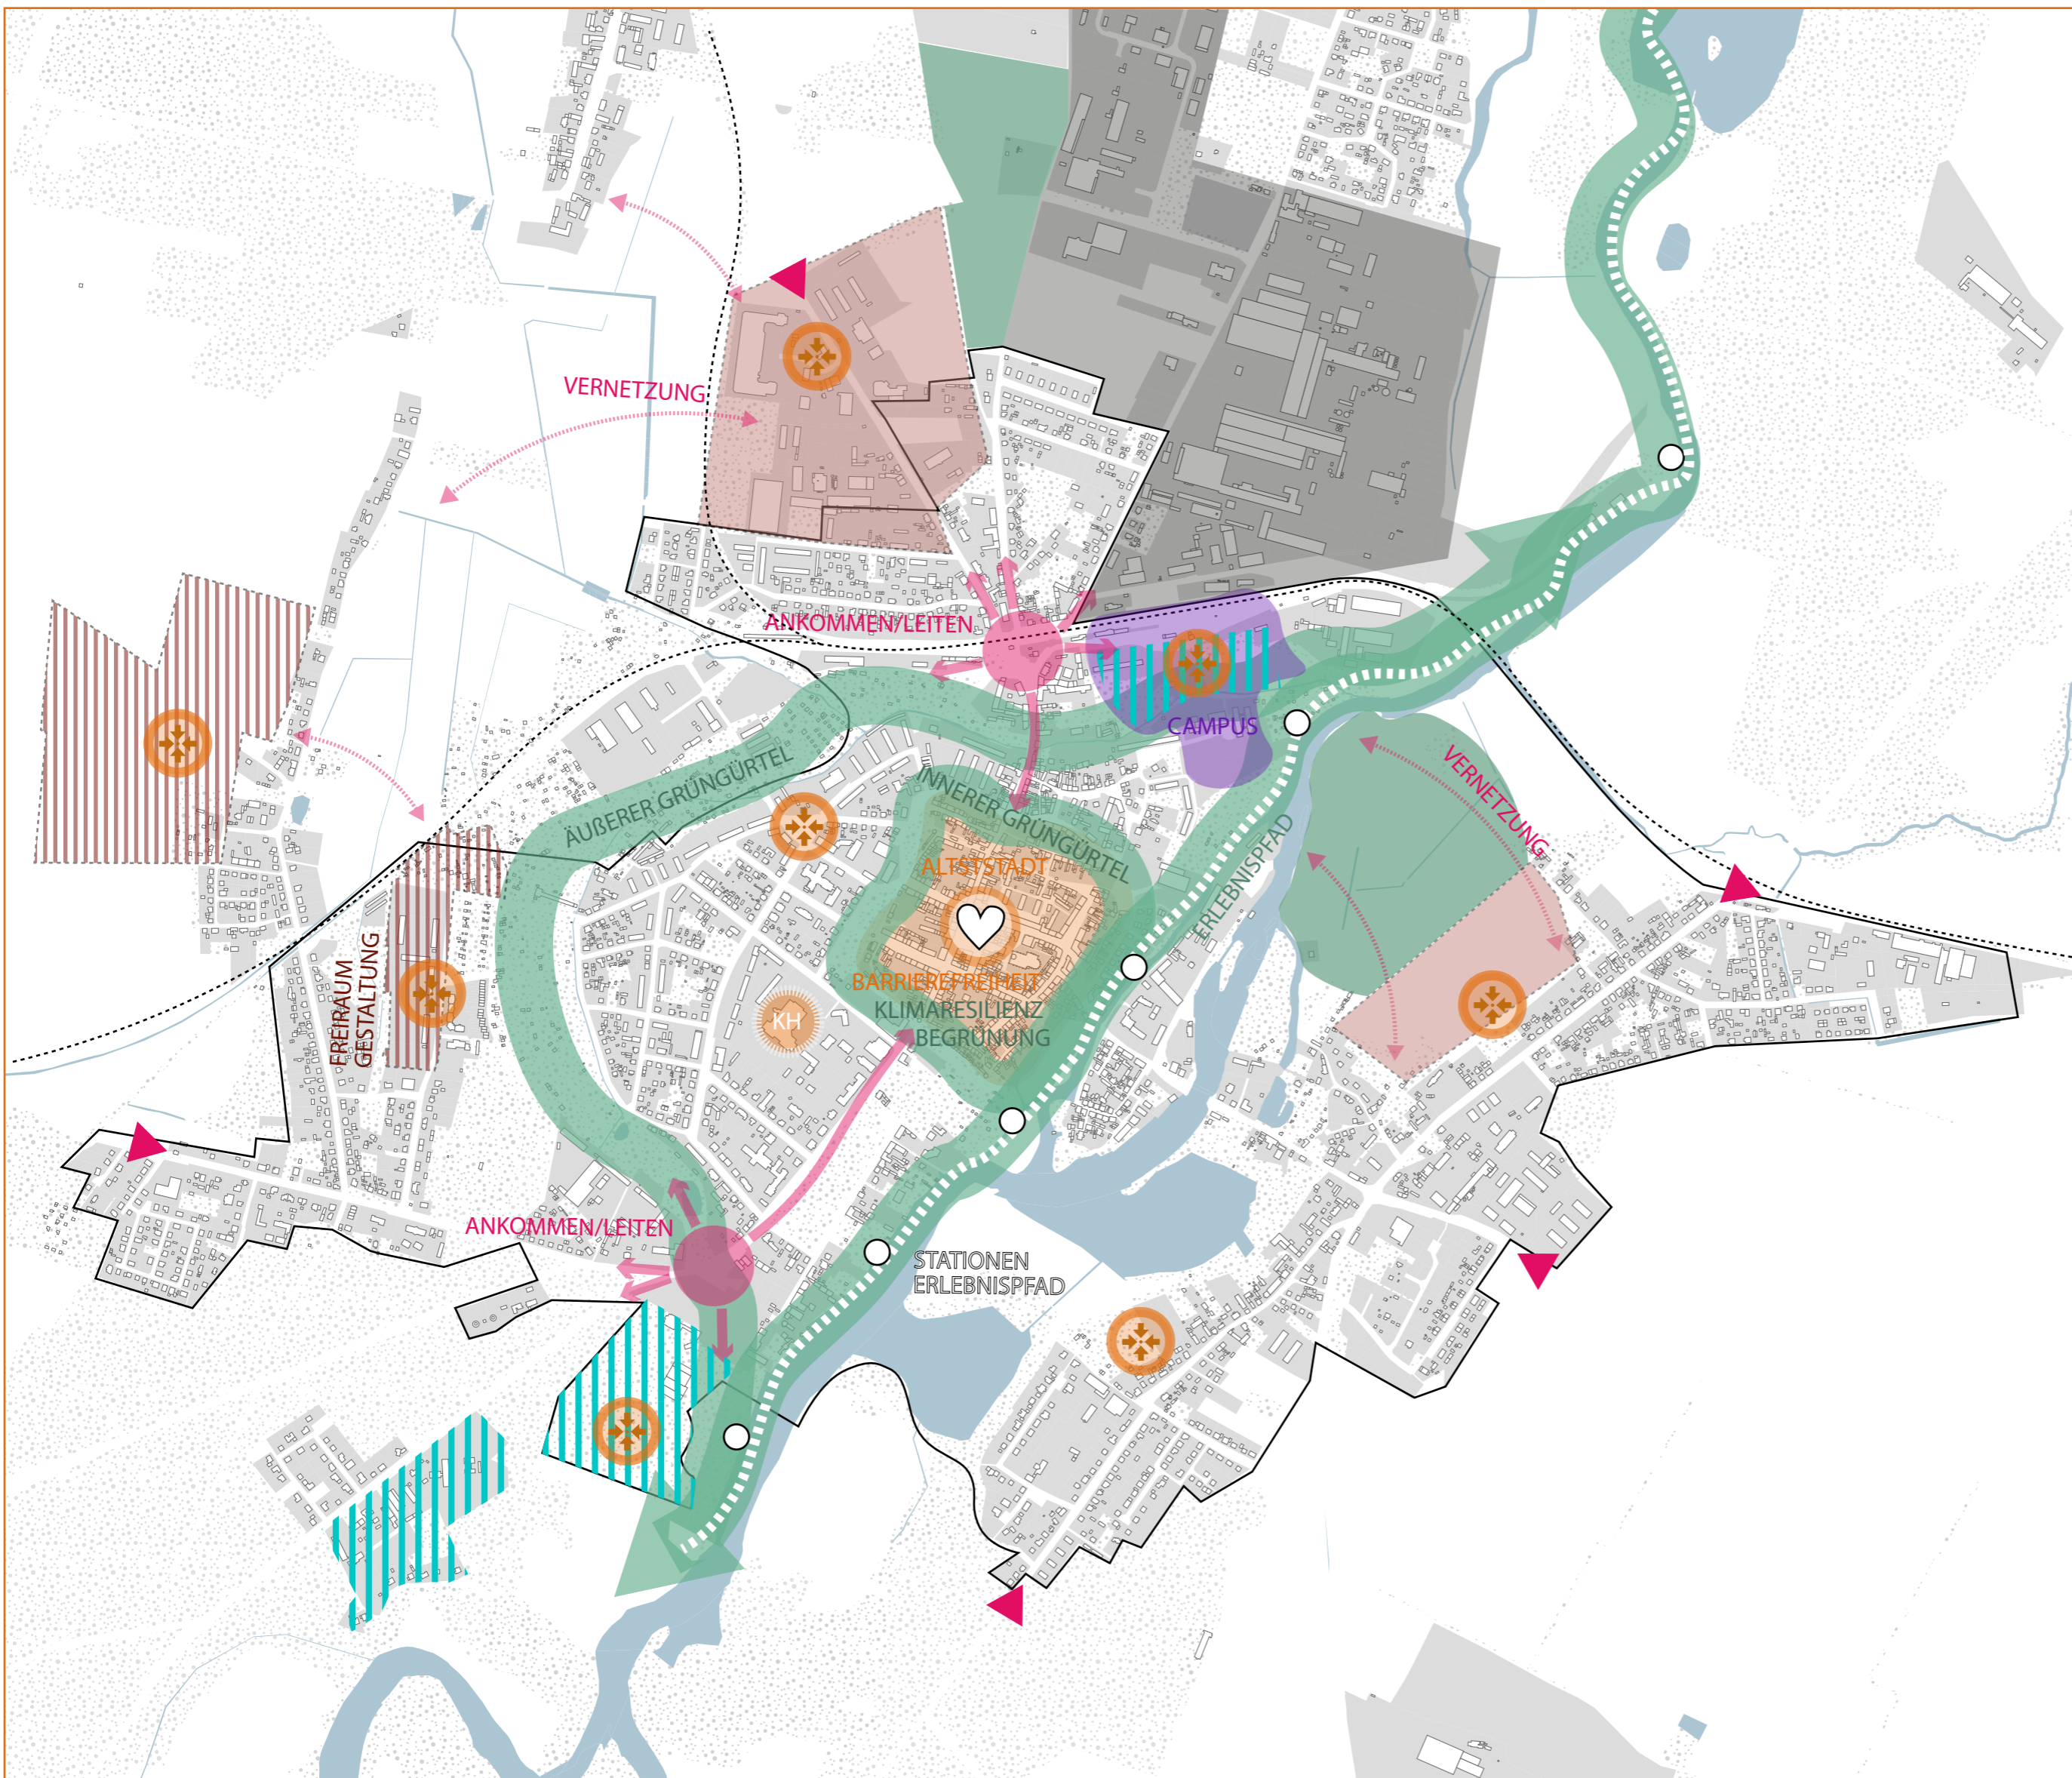 VERNETZUNG
ANKOMMEN/LEITEN
CAMPUS
ÄUßERER GRÜNGÜRTEL
INNERER GRÜNGÜRTEL
VERNETZUNG
ALTSTSTADT
ERLEBNISPFAD
BARRIEREFREIHEIT
KLIMARESILIENZ
BEGRÜNUNG
KH
FREIRAUM
GESTALTUNG
ANKOMMEN/LEITEN
STATIONEN
ERLEBNISPFAD